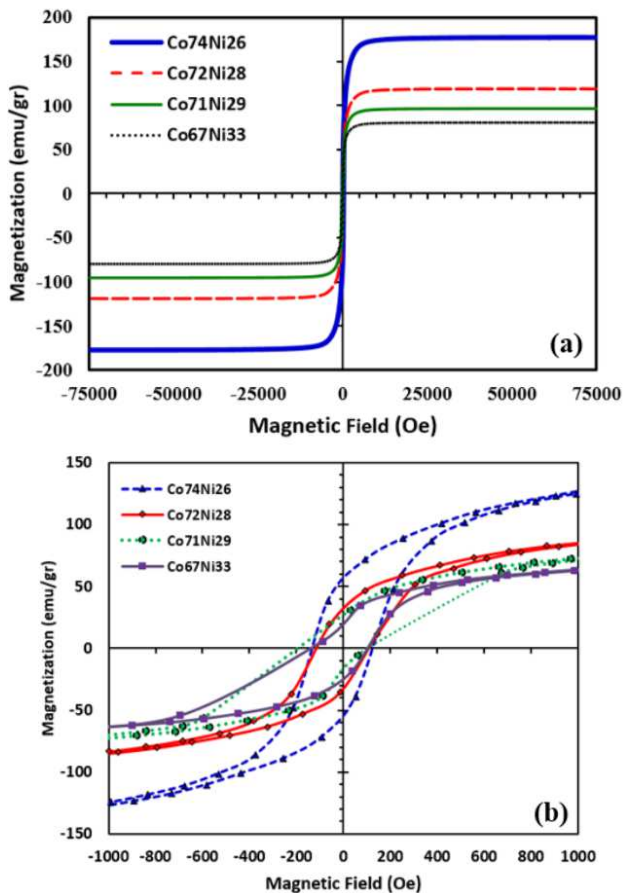 200
150
100
50
0
-50
-100
-150
-200
Magnetization (emu/gr)
Co74Ni26
Co72Ni28
Co71Ni29
Co67Ni33
(a)
-75000 -50000 -25000 0 25000 50000 75000
Magnetic Field (Oe)
150
100
50
0
-50
-100
-150
Magnetization (emu/gr)
Co74Ni26
Co72Ni28
Co71Ni29
Co67Ni33
(b)
-1000 -800 -600 -400 -200 0 200 400 600 800 1000
Magnetic Field (Oe)